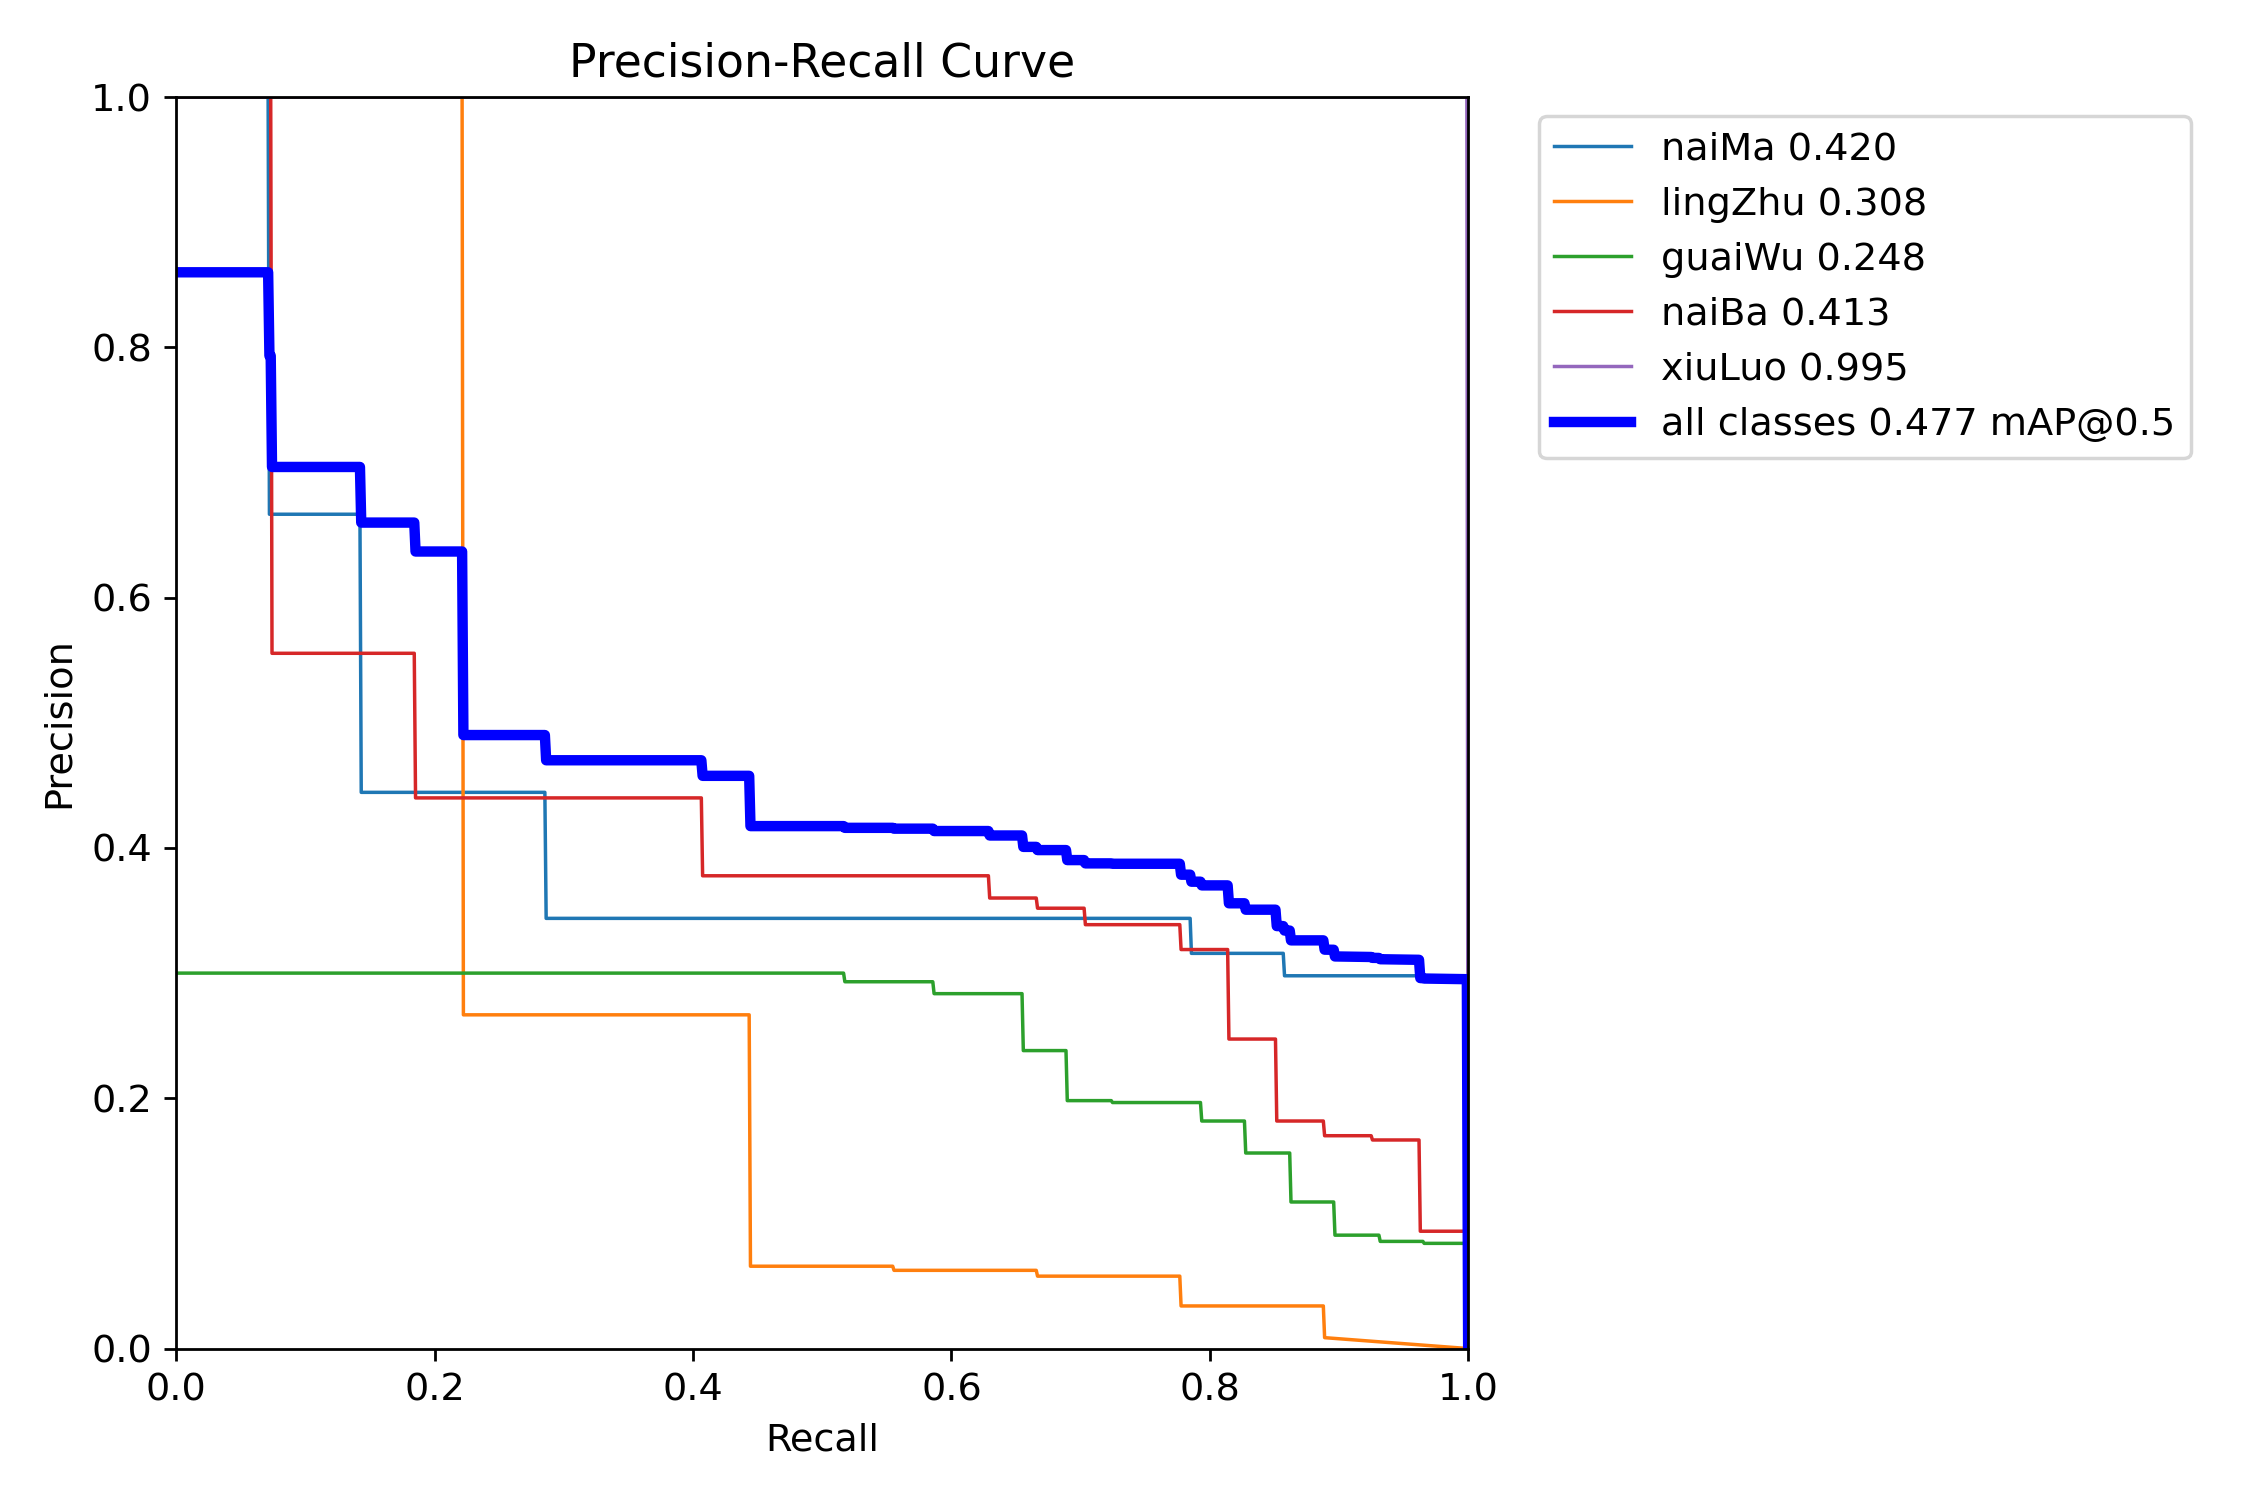 Precision-Recall Curve
1.0
0.8
0.6
0.4
0.2
0.0
Precision
0.0 0.2 0.4 0.6 0.8 1.0
Recall
naiMa 0.420
lingZhu 0.308
guaiWu 0.248
naiBa 0.413
xiuLuo 0.995
all classes 0.477 mAP@0.5